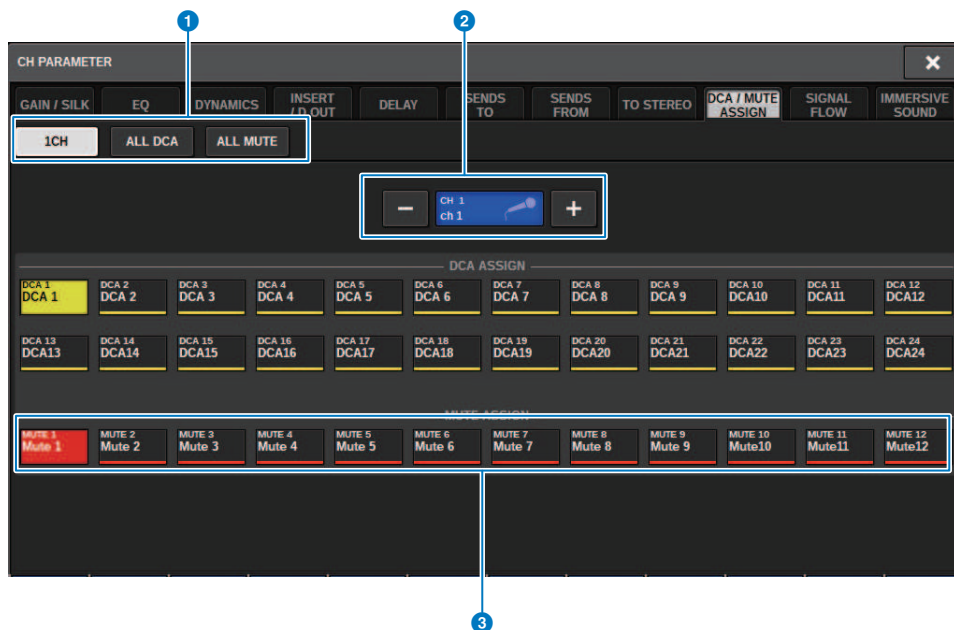 1 2
CH PARAMETER
GAIN / SILK EQ DYNAMICS INSERT / D.OUT DELAY SENDS TO SENDS FROM TO STEREO DCA / MUTE ASSIGN SIGNAL FLOW IMMERSIVE SOUND
1CH ALL DCA ALL MUTE
− CH 1 +
ch 1
DCA ASSIGN
DCA 1 DCA 2 DCA 3 DCA 4 DCA 5 DCA 6 DCA 7 DCA 8 DCA 9 DCA 10 DCA 11 DCA 12
DCA 1 DCA 2 DCA 3 DCA 4 DCA 5 DCA 6 DCA 7 DCA 8 DCA 9 DCA10 DCA11 DCA12
DCA 13 DCA 14 DCA 15 DCA 16 DCA 17 DCA 18 DCA 19 DCA 20 DCA 21 DCA 22 DCA 23 DCA 24
DCA13 DCA14 DCA15 DCA16 DCA17 DCA18 DCA19 DCA20 DCA21 DCA22 DCA23 DCA24
MUTE ASSIGN
MUTE 1 MUTE 2 MUTE 3 MUTE 4 MUTE 5 MUTE 6 MUTE 7 MUTE 8 MUTE 9 MUTE 10 MUTE 11 MUTE 12
Mute 1 Mute 2 Mute 3 Mute 4 Mute 5 Mute 6 Mute 7 Mute 8 Mute 9 Mute10 Mute11 Mute12
3